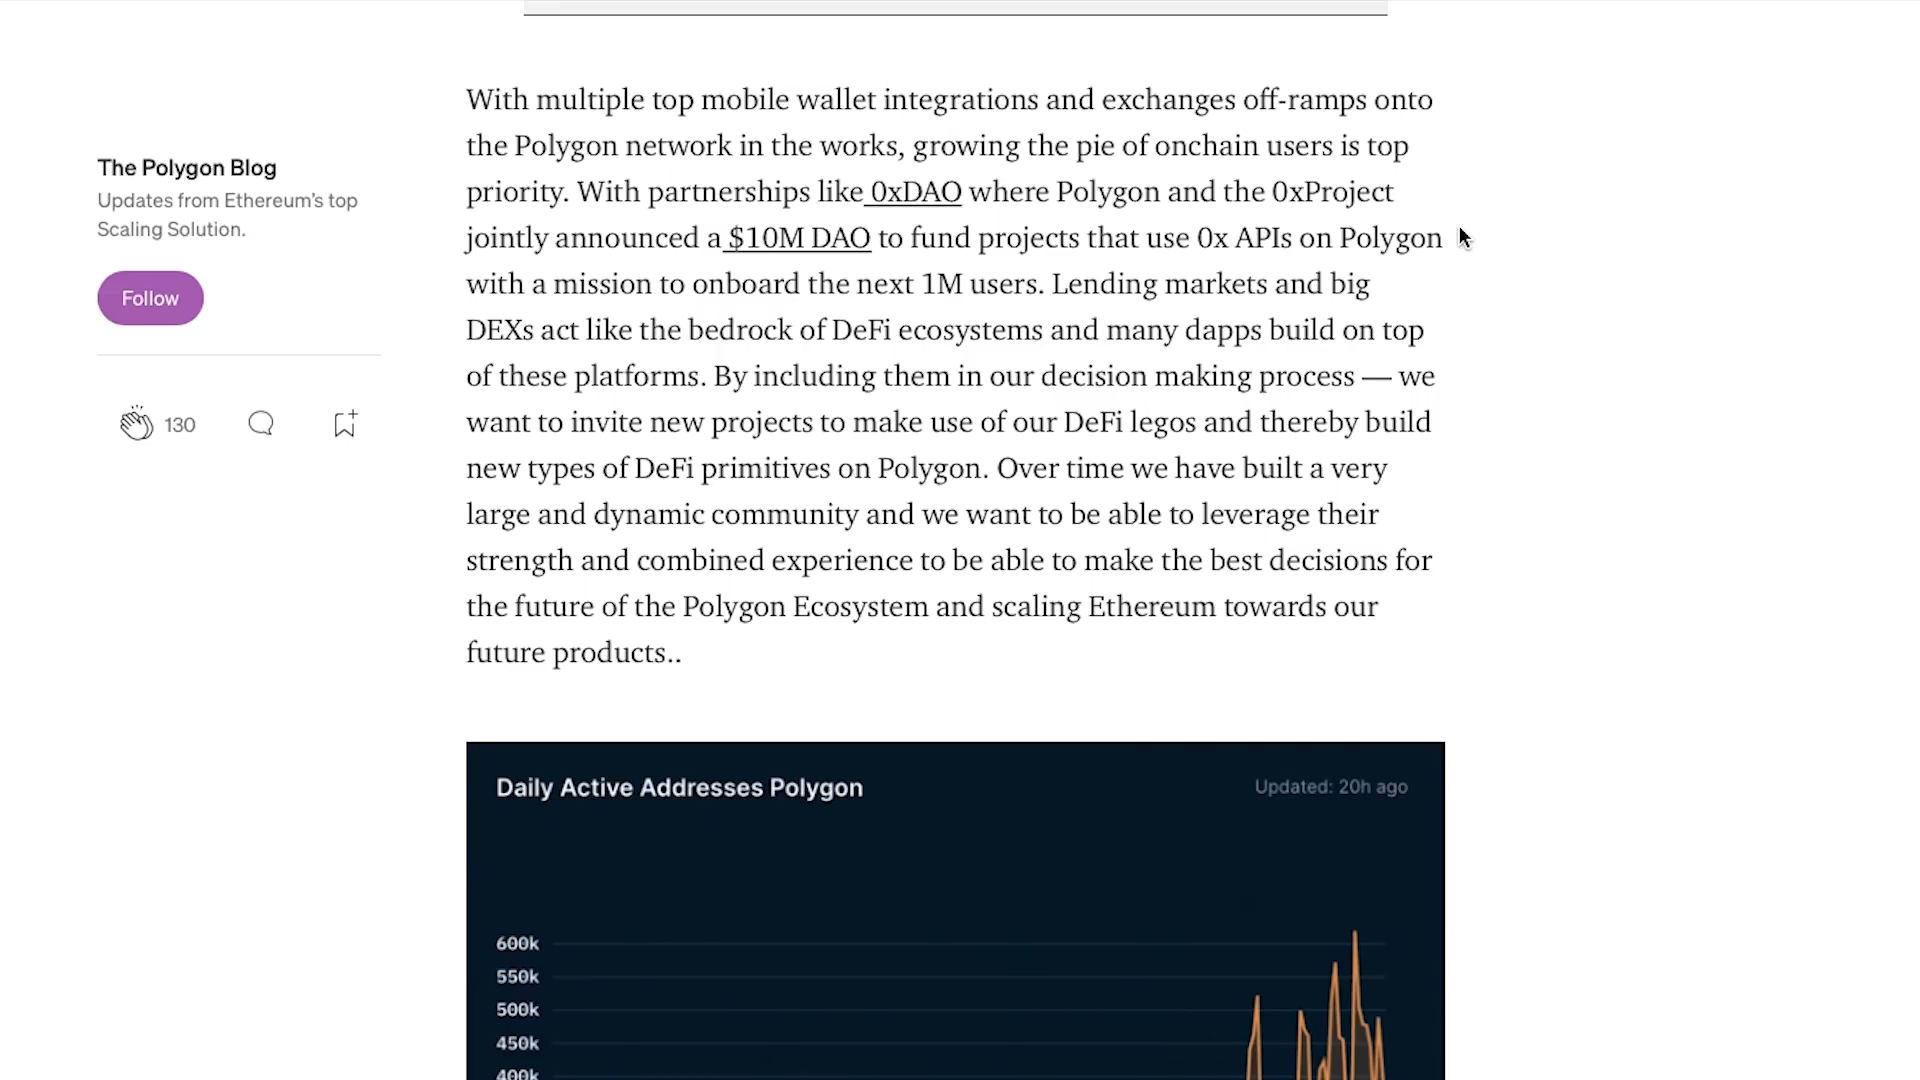 With multiple top mobile wallet integrations and exchanges off-ramps onto
the Polygon network in the works, growing the pie of onchain users is top
priority. With partnerships like 0xDAO where Polygon and the 0xProject
jointly announced a $10M DAO to fund projects that use 0x APIs on Polygon
with a mission to onboard the next 1M users. Lending markets and big
DEXs act like the bedrock of DeFi ecosystems and many dapps build on top
of these platforms. By including them in our decision making process — we
want to invite new projects to make use of our DeFi legos and thereby build
new types of DeFi primitives on Polygon. Over time we have built a very
large and dynamic community and we want to be able to leverage their
strength and combined experience to be able to make the best decisions for
the future of the Polygon Ecosystem and scaling Ethereum towards our
future products..
The Polygon Blog
Updates from Ethereum's top
Scaling Solution.
Follow
130
Daily Active Addresses Polygon
Updated: 20h ago
600k
550k
500k
450k
400k